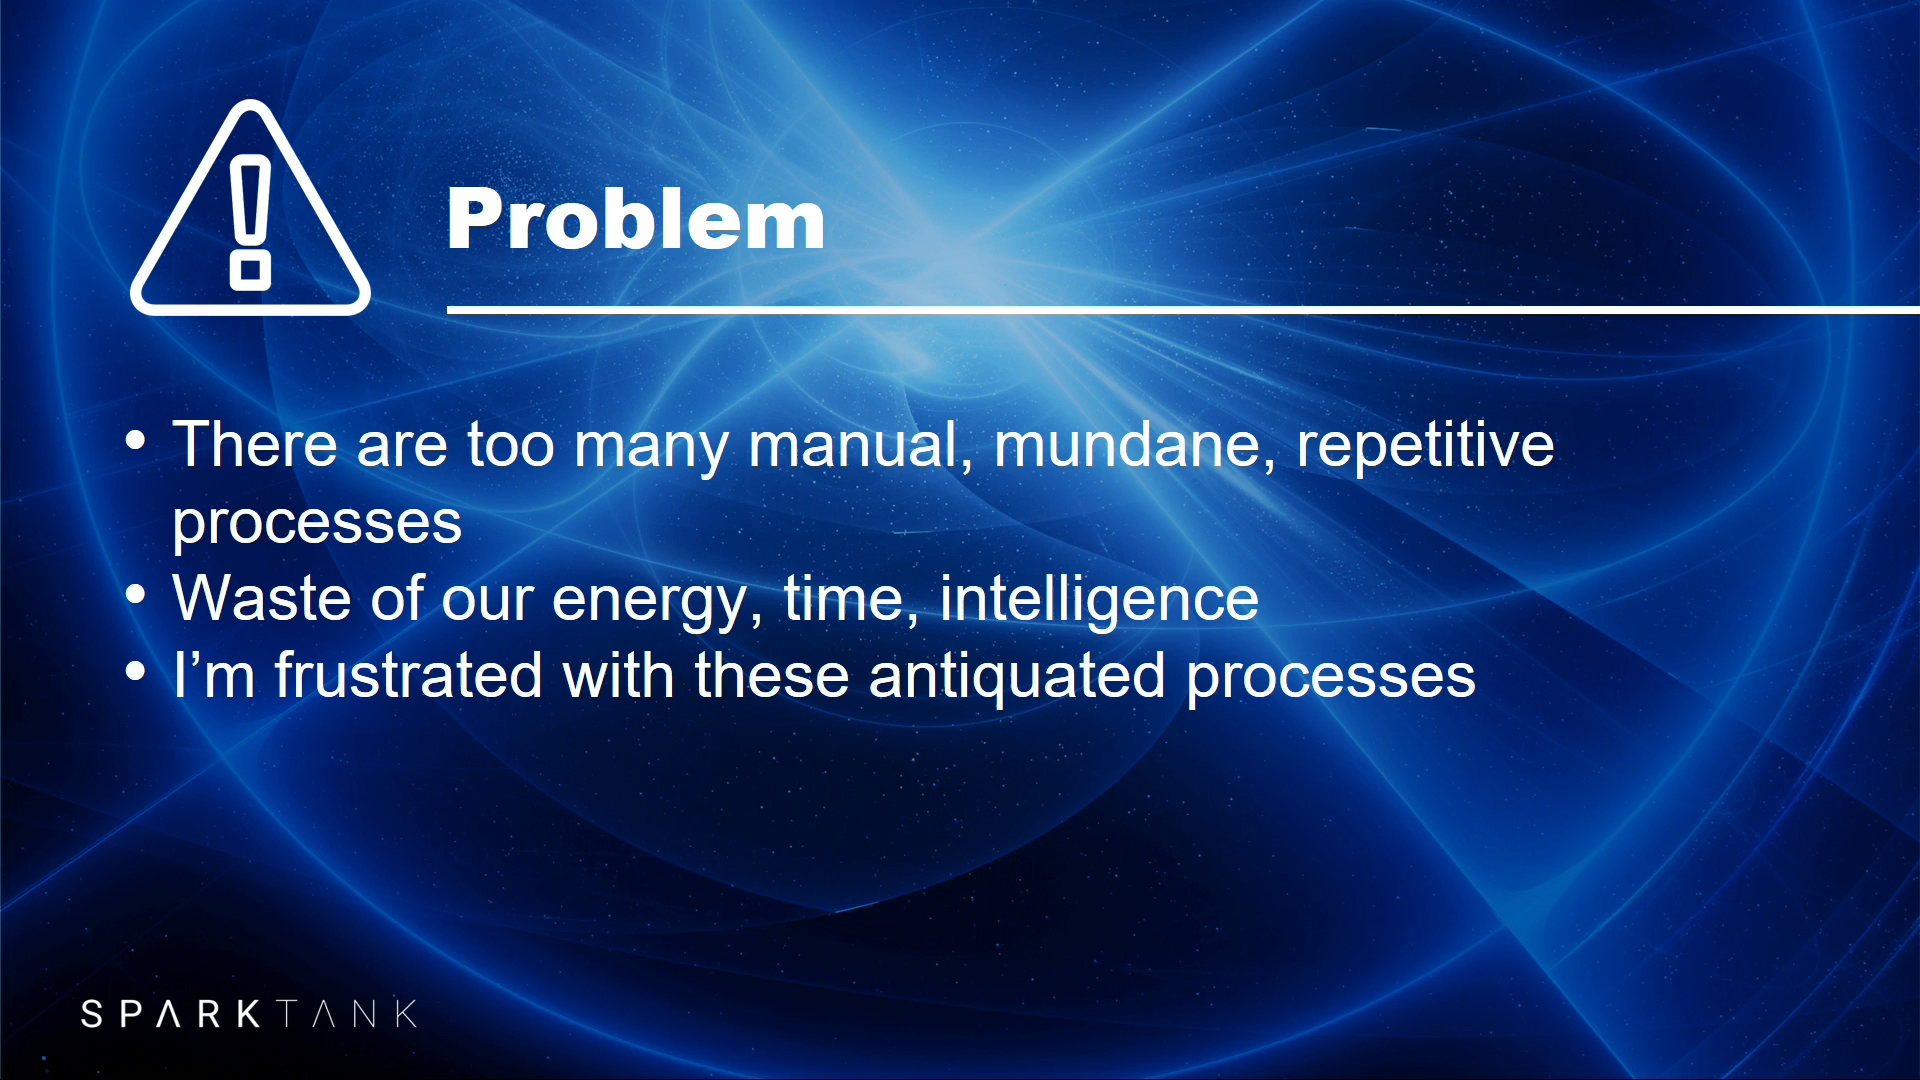 Problem
• There are too many manual, mundane, repetitive
processes
• Waste of our energy, time, intelligence
• I’m frustrated with these antiquated processes
SPARKTANK